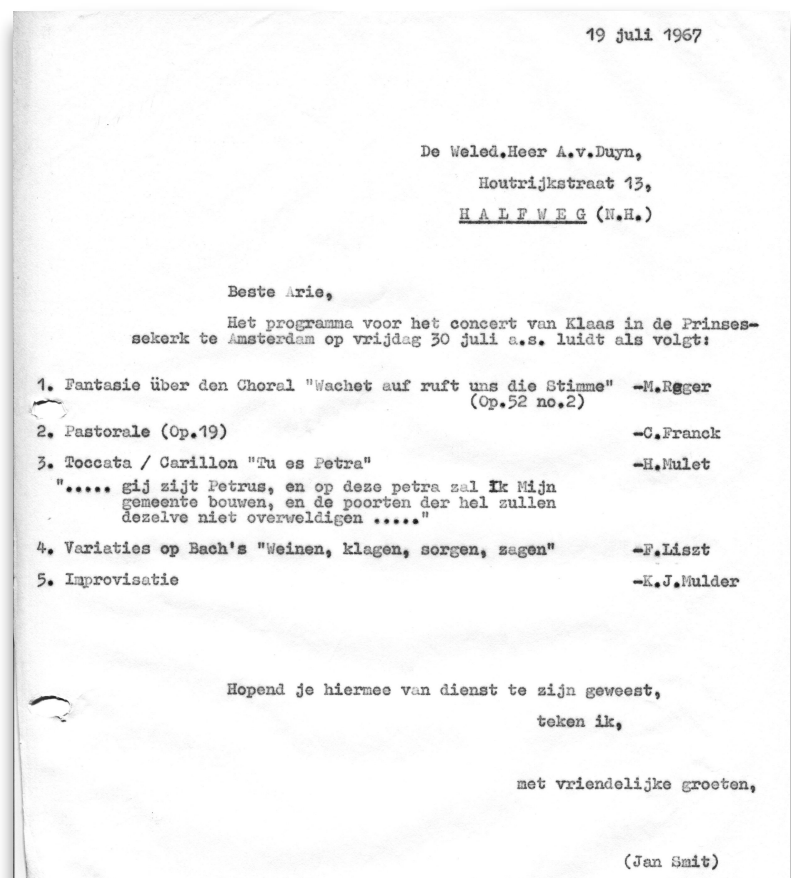 19 juli 1967
De Weled.Heer A.v.Duyn,
Houtrijkstraat 13,
HALFWEG (N.H.)
Beste Arie,
Het programma voor het concert van Klaas in de Prinses-
sekerk te Amsterdam op vrijdag 30 juli a.s. luidt als volgt:
1. Fantasie über den Choral "Wachet auf ruft uns die Stimme" -M.Reger
(Op.52 no.2)
2. Pastorale (Op.19) -C.Franck
3. Toccata / Carillon "Tu es Petra" -H.Mulet
"..... gij zijt Petrus, en op deze petra zal Ik Mijn
gemeente bouwen, en de poorten der hel zullen
dezelve niet overweldigen ....."
4. Variaties op Bach's "Weinen, klagen, sorgen, zagen" -F.Liszt
5. Improvisatie -K.J.Mulder
Hopend je hiermee van dienst te zijn geweest,
teken ik,
met vriendelijke groeten,
(Jan Smit)